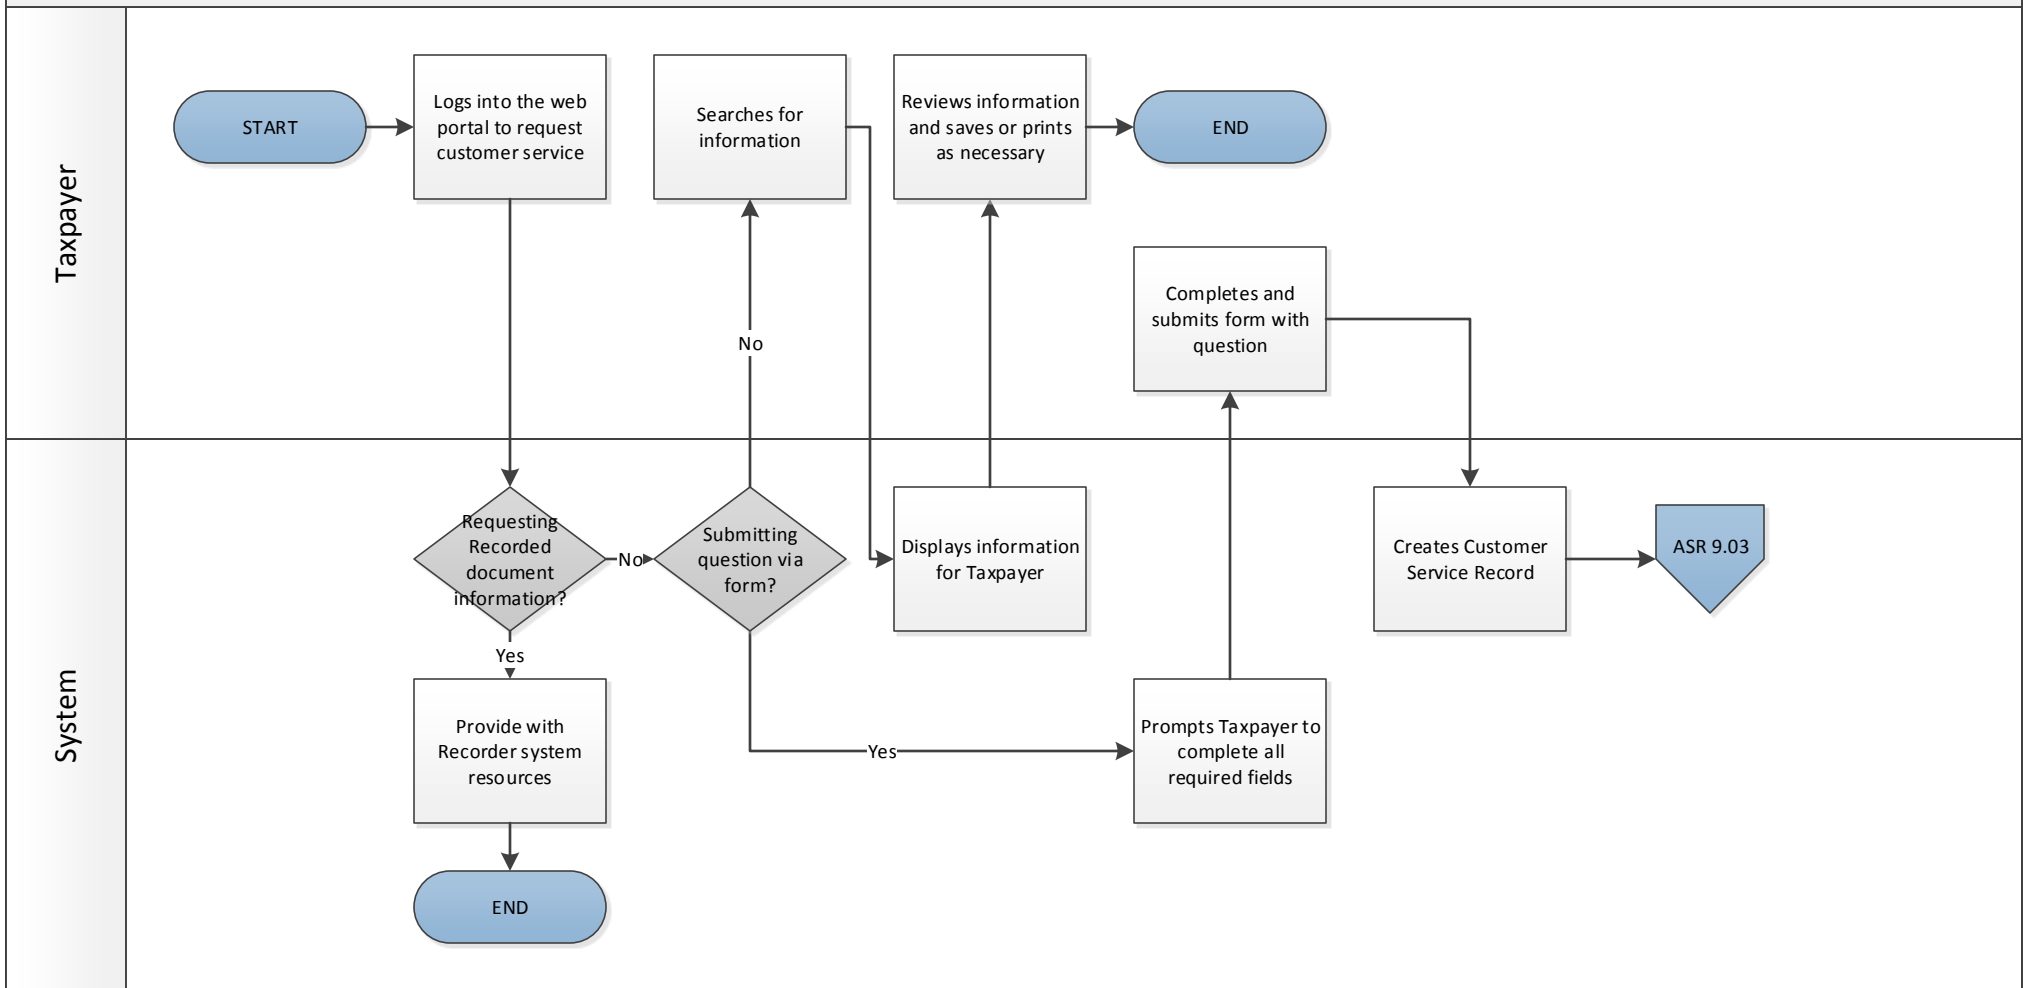 Taxpayer
START
Logs into the web
portal to request
customer service
Searches for
information
Reviews information
and saves or prints
as necessary
END
No
Completes and
submits form with
question
System
Requesting
Recorded
document
information?
No
Submitting
question via
form?
Displays information
for Taxpayer
Creates Customer
Service Record
ASR 9.03
Yes
Provide with
Recorder system
resources
Yes
Prompts Taxpayer to
complete all
required fields
END